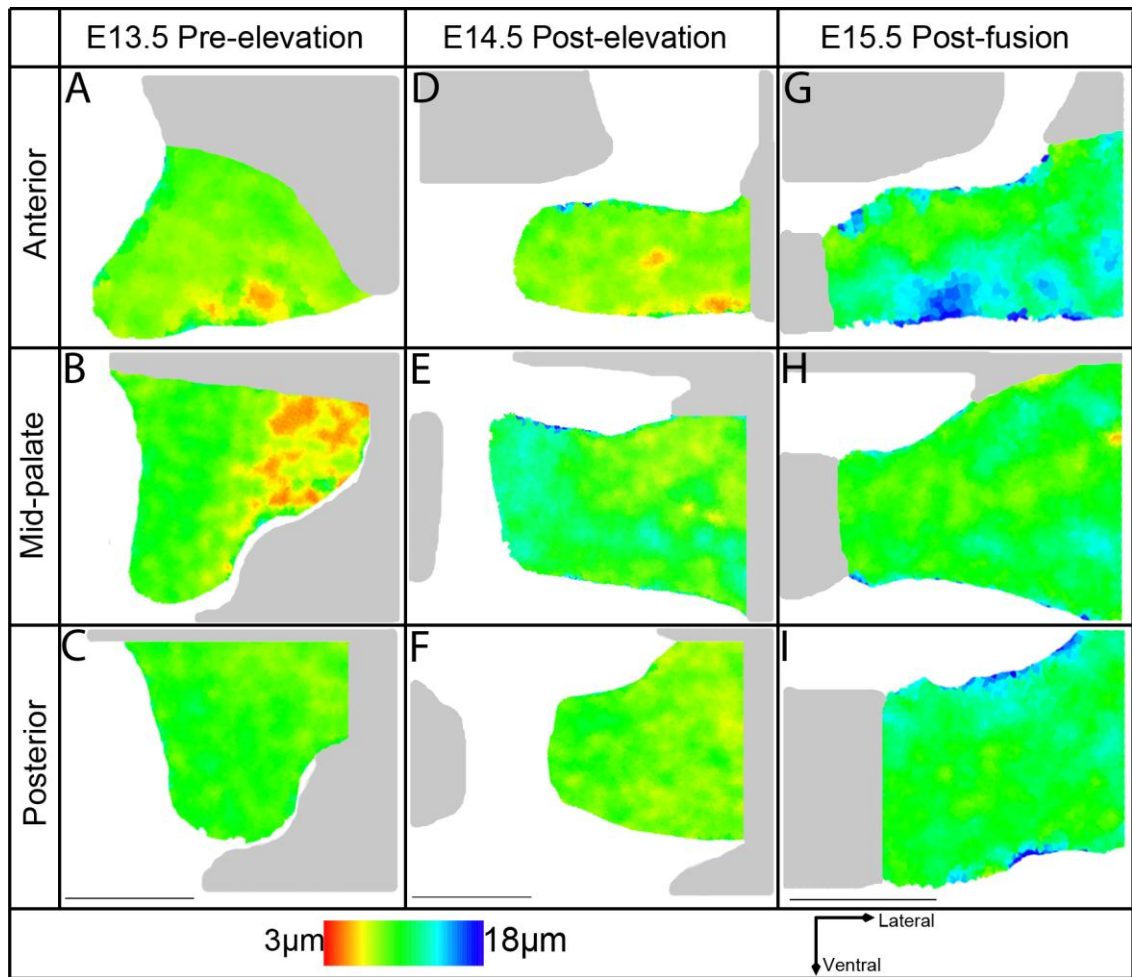 E13.5 Pre-elevation E14.5 Post-elevation E15.5 Post-fusion
Anterior
A D G
Mid-palate
B E H
Posterior
C F I
3μm 18μm
Lateral
Ventral